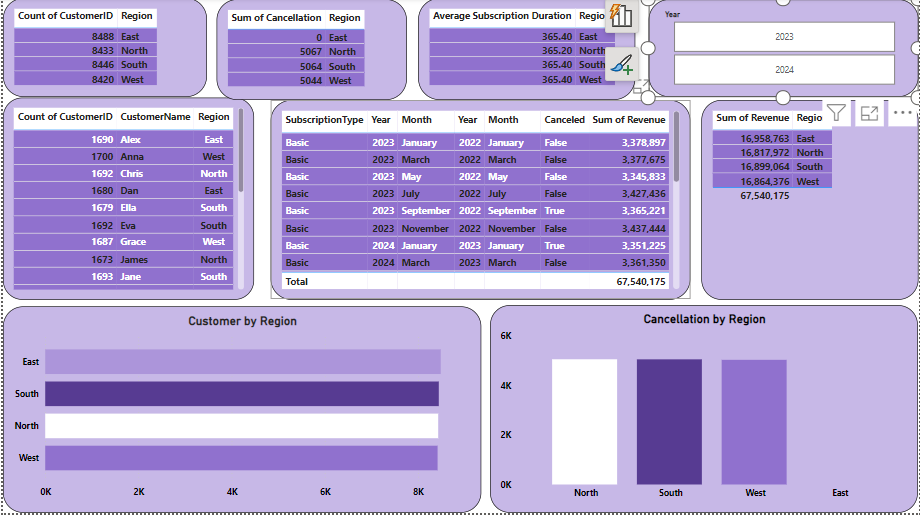 Count of CustomerID Region
8488 East
8433 North
8446 South
8420 West
Sum of Cancellation Region
0 East
5067 North
5064 South
5044 West
Average Subscription Duration Regio
365.40 East
365.20 North
365.40 South
365.40 West
Year
2023
2024
Count of CustomerID CustomerName Region
1690 Alex East
1700 Anna West
1692 Chris North
1680 Dan East
1679 Ella South
1692 Eva South
1687 Grace West
1673 James North
1693 Jane South
SubscriptionType Year Month Year Month Canceled Sum of Revenue
Basic 2023 January 2022 January False 3,378,897
Basic 2023 March 2022 March False 3,377,675
Basic 2023 May 2022 May False 3,345,833
Basic 2023 July 2022 July False 3,427,436
Basic 2023 September 2022 September True 3,365,221
Basic 2023 November 2022 November False 3,437,444
Basic 2024 January 2023 January True 3,351,225
Basic 2024 March 2023 March False 3,361,350
Total 67,540,175
Sum of Revenue Regio
16,958,763 East
16,817,972 North
16,899,064 South
16,864,376 West
67,540,175
Customer by Region
East
South
North
West
0K 2K 4K 6K 8K
Cancellation by Region
6K
4K
2K
0K
North South West East